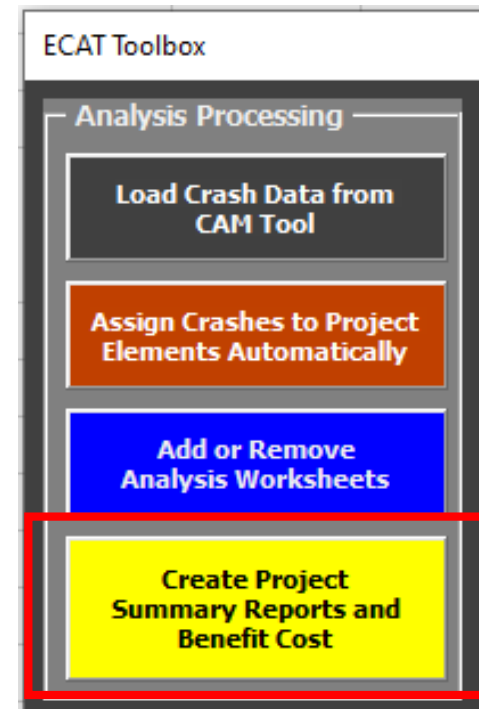 ECAT Toolbox
Analysis Processing
Load Crash Data from
CAM Tool
Assign Crashes to Project
Elements Automatically
Add or Remove
Analysis Worksheets
Create Project
Summary Reports and
Benefit Cost